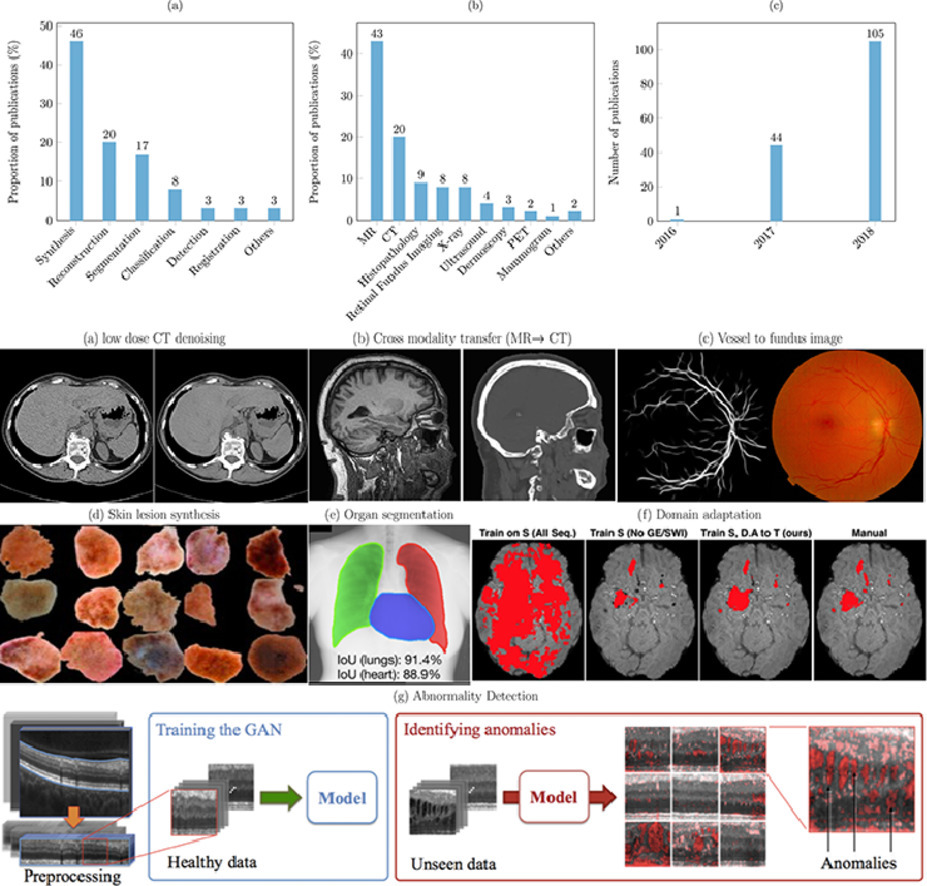 (a)
(b)
(c)
Proportion of publications (%)
50
40
30
20
10
0
46
20
17
8
3
3
3
Synthesis
Reconstruction
Segmentation
Classification
Detection
Registration
Others
Proportion of publications (%)
40
30
20
10
0
43
20
9
8
8
4
3
2
1
2
MR
CT
Histopathology
Retinal Fundus Imaging
X-ray
Ultrasound
Dermoscopy
PET
Mammogram
Others
Number of publications
100
80
60
40
20
0
1
44
105
2016
2017
2018
(a) low dose CT denoising
(b) Cross modality transfer (MR⇒ CT)
(c) Vessel to fundus image
(d) Skin lesion synthesis
(e) Organ segmentation
(f) Domain adaptation
IoU (lungs): 91.4%
IoU (heart): 88.9%
Train on S (All Seq.)
Train S (No GE/SWI)
Train S, D.A to T (ours)
Manual
(g) Abnormality Detection
Preprocessing
Training the GAN
Healthy data
Model
Identifying anomalies
Unseen data
Model
Anomalies